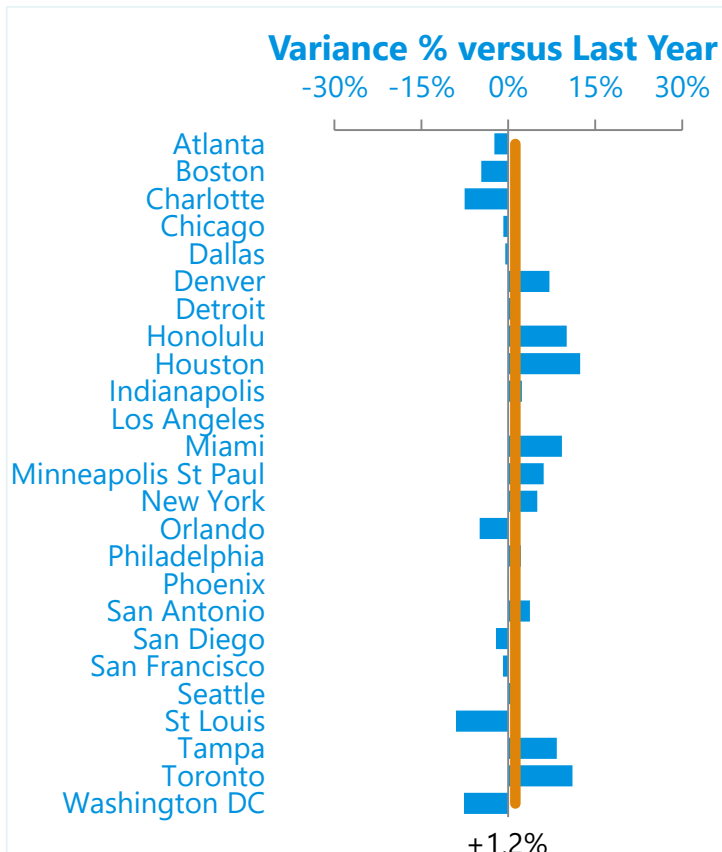 Variance % versus Last Year
-30% -15% 0% 15% 30%
Atlanta
Boston
Charlotte
Chicago
Dallas
Denver
Detroit
Honolulu
Houston
Indianapolis
Los Angeles
Miami
Minneapolis St Paul
New York
Orlando
Philadelphia
Phoenix
San Antonio
San Diego
San Francisco
Seattle
St Louis
Tampa
Toronto
Washington DC
+1.2%